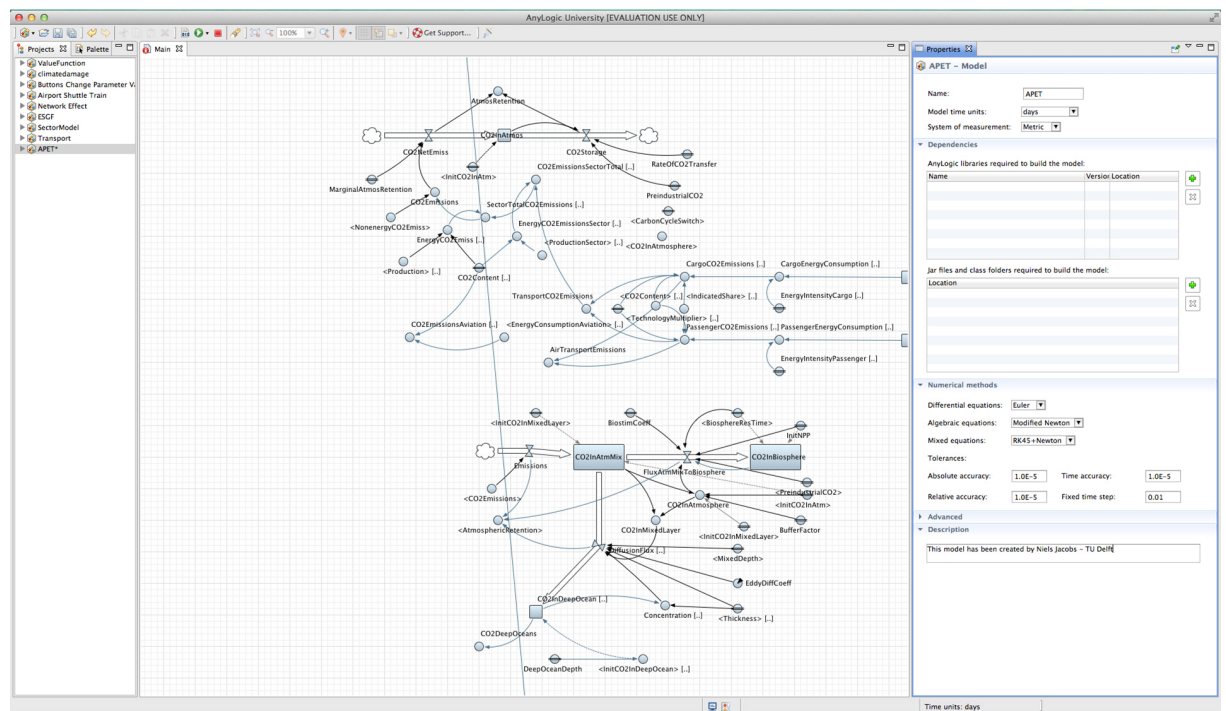 AnyLogic University [EVALUATION USE ONLY]
100%
Get Support...
Projects
Palette
Main
Properties
ValueFunction
climatedamage
Buttons Change Parameter Va
Airport Shuttle Train
Network Effect
ESGF
SectorModel
Transport
APET*
AtmosRetention
CO2InAtmos
CO2NetEmiss
CO2Storage
CO2EmissionsSectorTotal [..]
RateOfCO2Transfer
<InitCO2InAtm>
MarginalAtmosRetention
PreindustrialCO2
CO2Emissions
SectorTotalCO2Emissions [..]
<CarbonCycleSwitch>
<NonenergyCO2Emiss>
EnergyCO2EmissionsSector [..]
EnergyCO2Emiss [..]
<ProductionSector> [..]
<CO2InAtmosphere>
<Production> [..]
CO2Content [..]
CargoCO2Emissions [..]
CargoEnergyConsumption [..]
TransportCO2Emissions
<CO2Content> [..]
<IndicatedShare> [..]
EnergyIntensityCargo [..]
<TechnologyMultiplier> [..]
CO2EmissionsAviation [..]
<EnergyConsumptionAviation> [..]
PassengerCO2Emissions [..]
PassengerEnergyConsumption [..]
AirTransportEmissions
EnergyIntensityPassenger [..]
<InitCO2InMixedLayer>
BiostimCoeff
<BiosphereResTime>
InitNPP
CO2InAtmMix
CO2InBiosphere
Emissions
FluxAtmMixToBiosphere
<CO2Emissions>
<PreindustrialCO2>
CO2InAtmosphere
<InitCO2InAtm>
<AtmosphericRetention>
CO2InMixedLayer
BufferFactor
<InitCO2InMixedLayer>
DiffusionFlux [..]
<MixedDepth>
EddyDiffCoeff
CO2InDeepOcean [..]
Concentration [..]
<Thickness> [..]
CO2DeepOceans
DeepOceanDepth
<InitCO2InDeepOcean> [..]
APET - Model
Name:
APET
Model time units:
days
System of measurement:
Metric
Dependencies
AnyLogic libraries required to build the model:
Name
Version
Location
Jar files and class folders required to build the model:
Location
Numerical methods
Differential equations:
Euler
Algebraic equations:
Modified Newton
Mixed equations:
RK45+Newton
Tolerances:
Absolute accuracy:
1.0E-5
Time accuracy:
1.0E-5
Relative accuracy:
1.0E-5
Fixed time step:
0.01
Advanced
Description
This model has been created by Niels Jacobs - TU Delft
Time units: days